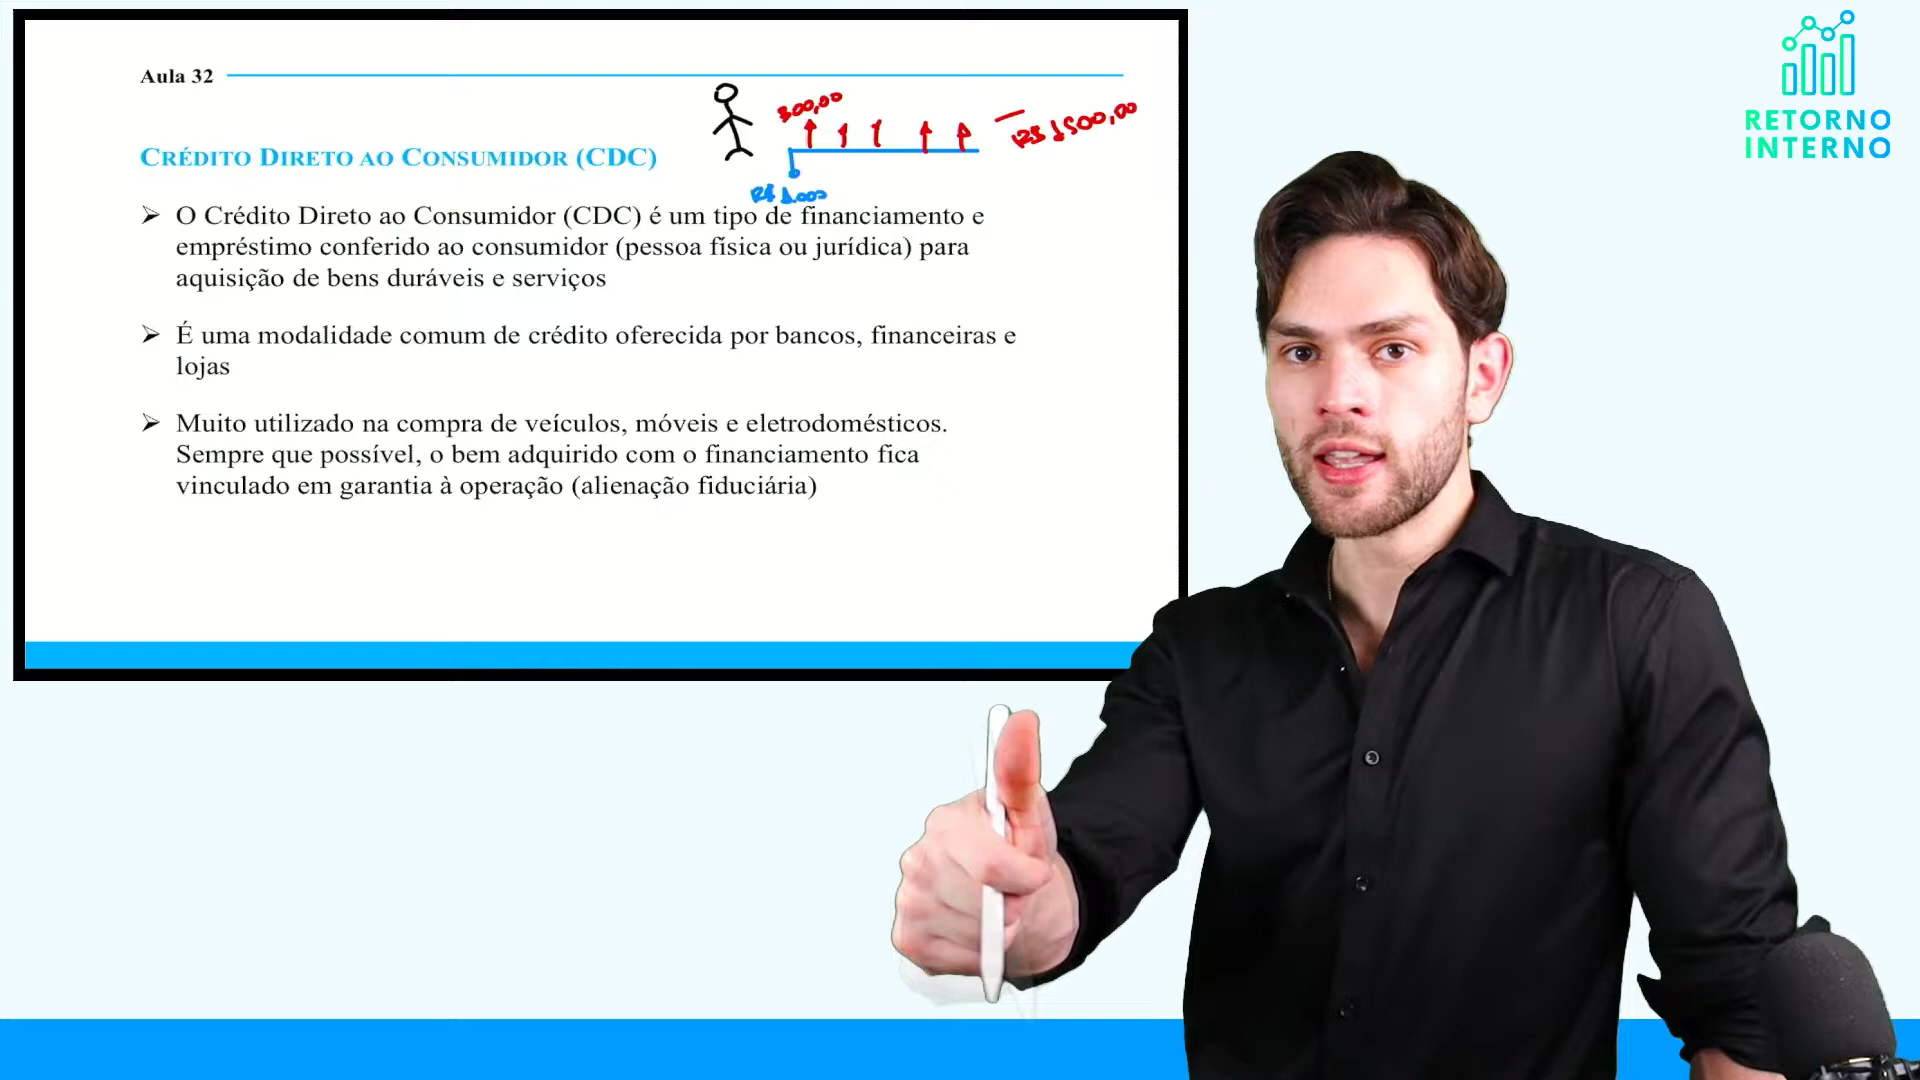 Aula 32
300,00
R$ 1500,00
CRÉDITO DIRETO AO CONSUMIDOR (CDC)
R$ 1.000
➢ O Crédito Direto ao Consumidor (CDC) é um tipo de financiamento e
empréstimo conferido ao consumidor (pessoa física ou jurídica) para
aquisição de bens duráveis e serviços
➢ É uma modalidade comum de crédito oferecida por bancos, financeiras e
lojas
➢ Muito utilizado na compra de veículos, móveis e eletrodomésticos.
Sempre que possível, o bem adquirido com o financiamento fica
vinculado em garantia à operação (alienação fiduciária)
RETORNO
INTERNO